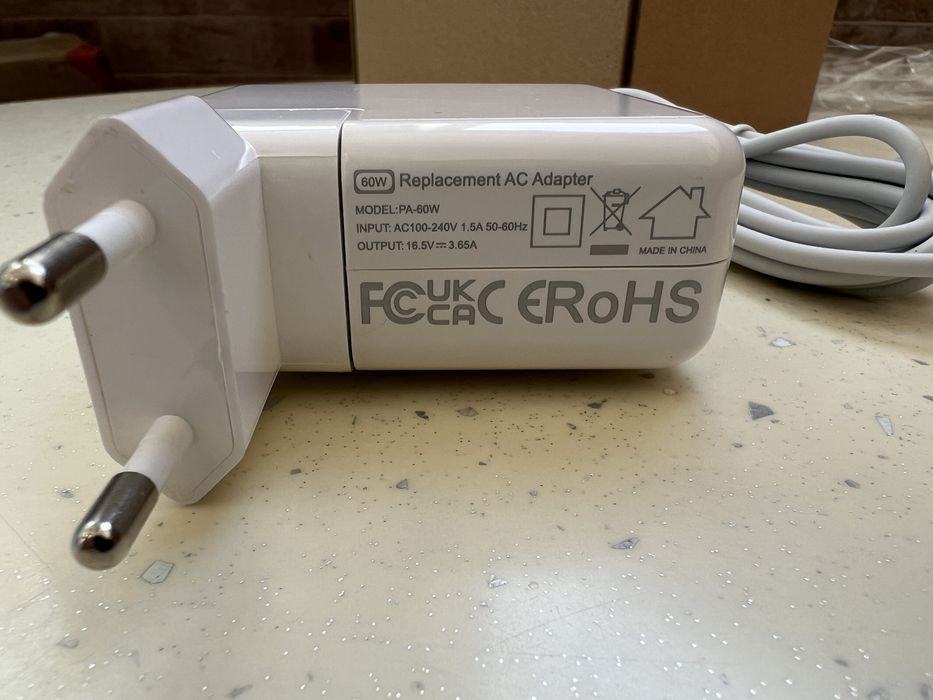 60W Replacement AC Adapter
MODEL:PA-60W
INPUT: AC100-240V 1.5A 50-60Hz
OUTPUT: 16.5V⎓3.65A
MADE IN CHINA
FC UK CA CE RoHS